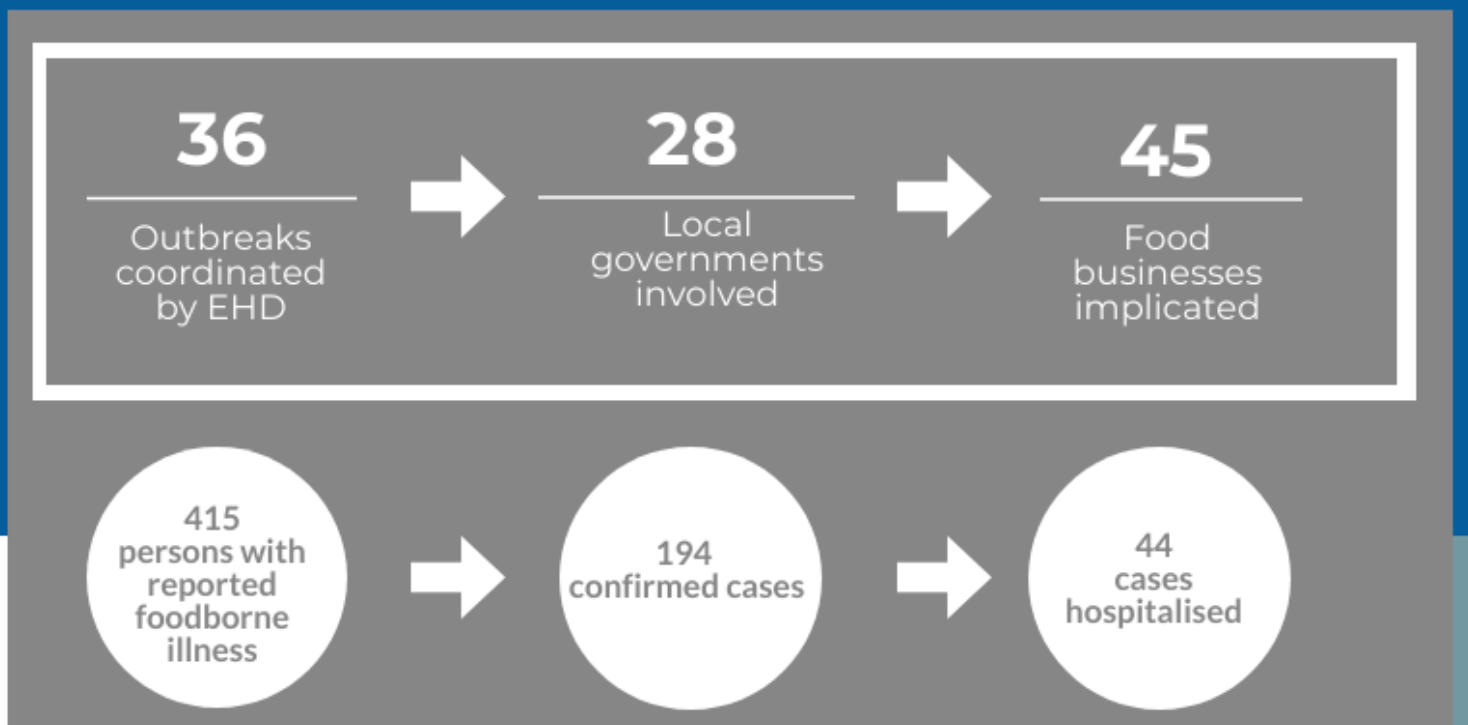 36
Outbreaks
coordinated
by EHD
28
Local
governments
involved
45
Food
businesses
implicated
415
persons with
reported
foodborne
illness
194
confirmed cases
44
cases
hospitalised